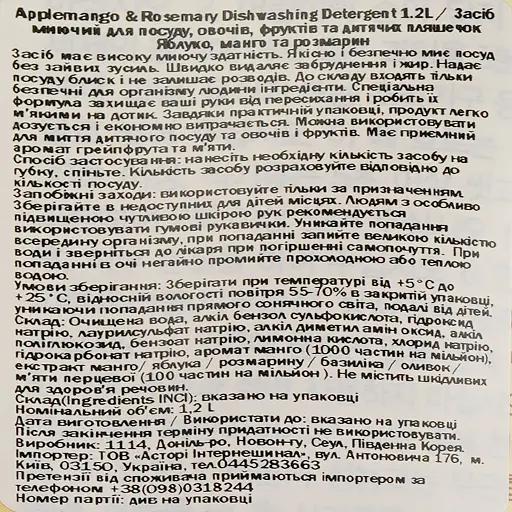 Applemango & Rosemary Dishwashing Detergent 1.2L / Засіб
миючий для посуду, овочів, фруктів та дитячих пляшечок
Яблуко, манго та розмарин
Засіб має високу миючу здатність. Якісно і безпечно миє посуд
без зайвих зусиль. Швидко видаляє забруднення і жир. Надає
посуду блиск і не залишає розводів. До складу входять тільки
безпечні для організму людини інгредієнти. Спеціальна
формула захищає ваші руки від пересихання і робить їх
м'якими на дотик. Завдяки практичній упаковці, продукт легко
дозується і економно витрачається. Можна використовувати
для миття дитячого посуду та овочів і фруктів. Має приємний
аромат грейпфрута та м'яти.
Спосіб застосування: нанесіть необхідну кількість засобу на
губку, спіньте. Кількість засобу розраховуйте відповідно до
кількості посуду.
Запобіжні заходи: використовуйте тільки за призначенням.
Зберігайте в недоступних для дітей місцях. Людям з особливо
підвищеною чутливою шкірою рук рекомендується
використовувати гумові рукавички. Уникайте попадання
всередину організму, при попаданні запийте великою кількістю
води і зверніться до лікаря при погіршенні самопочуття. При
попаданні в очі негайно промийте прохолодною або теплою
водою.
Умови зберігання: Зберігати при температурі від +5°C до
+25°C, відносній вологості повітря 55-70% в закритій упаковці,
уникаючи попадання прямого сонячного світа, подалі від дітей.
Склад: Очищена вода, алкіл бензол сульфокислота, гідроксид
натрію, лаурилсульфат натрію, алкіл диметил амін оксид, алкіл
поліглюкозид, бензоат натрію, лимонна кислота, хлорид натрію,
гідрокарбонат натрію, аромат манго (1000 частин на мільйон),
екстракт манго/ яблука / розмарину / базиліка / оливок/
м'яти перцевої (100 частин на мільйон ). Не містить шкідливих
для здоров'я речовин.
Склад(Ingredients INCI): вказано на упаковці
Номінальний об'єм: 1,2 L
Дата виготовлення / Використати до: вказано на упаковці
Після закінчення терміну придатності не використовувати.
Виробник: 1114, Доніль-ро, Новон-гу, Сеул, Південна Корея.
Імпортер: ТОВ «Асторі Інтернешинал», вул. Антоновича 176, м.
Київ, 03150, Україна, тел.0445283663
Претензії від споживача приймаються імпортером за
телефоном +38(098)0318244
Номер партії: див на упаковці